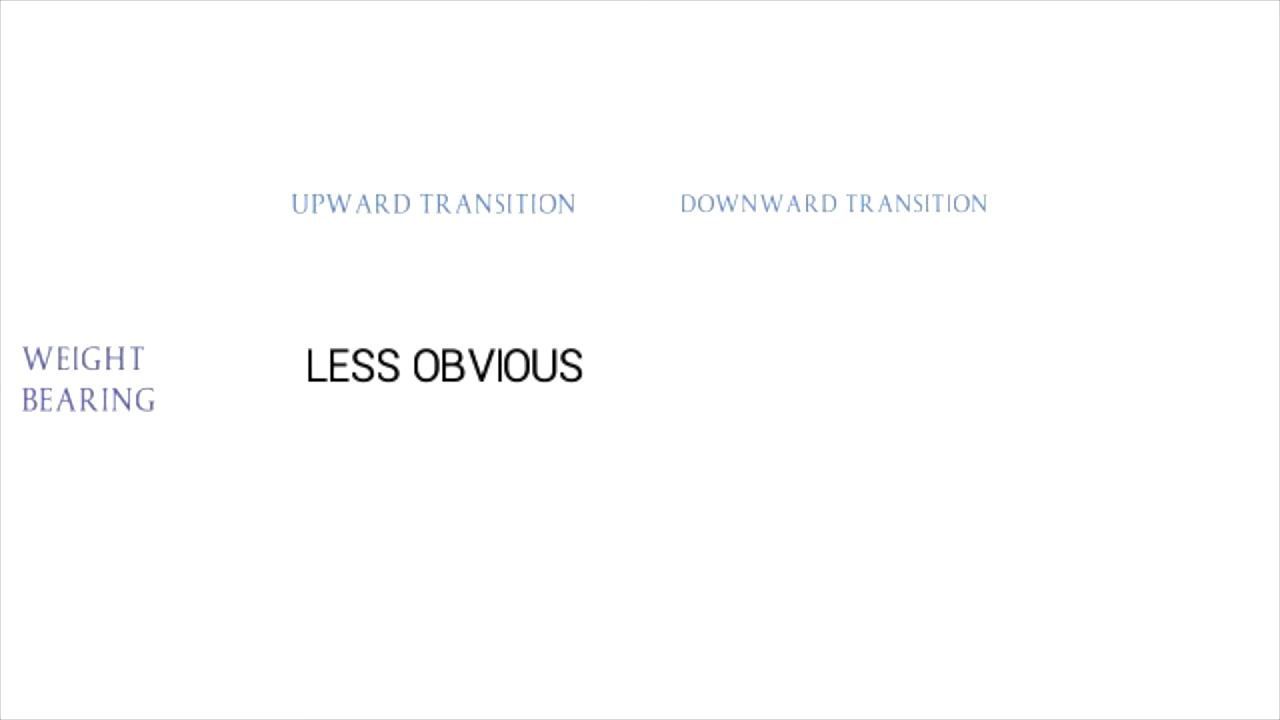 UPWARD TRANSITION
DOWNWARD TRANSITION
WEIGHT
BEARING
LESS OBVIOUS